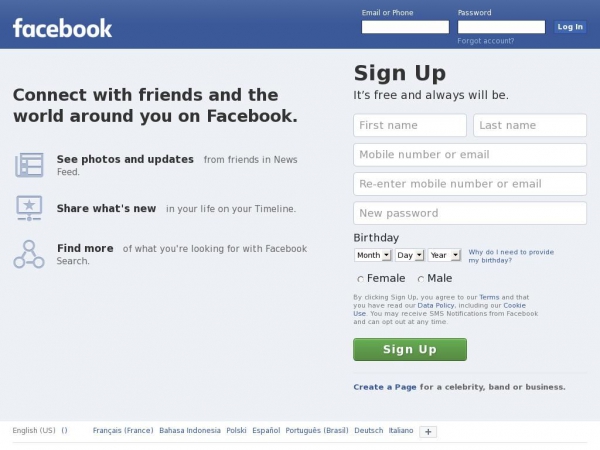 facebook
Email or Phone
Password
Log In
Forgot account?
Connect with friends and the
world around you on Facebook.
See photos and updates from friends in News
Feed.
Share what's new in your life on your Timeline.
Find more of what you're looking for with Facebook
Search.
Sign Up
It's free and always will be.
First name
Last name
Mobile number or email
Re-enter mobile number or email
New password
Birthday
Month Day Year
Why do I need to provide
my birthday?
Female Male
By clicking Sign Up, you agree to our Terms and that
you have read our Data Policy, including our Cookie
Use. You may receive SMS Notifications from Facebook
and can opt out at any time.
Sign Up
Create a Page for a celebrity, band or business.
English (US) () Français (France) Bahasa Indonesia Polski Español Português (Brasil) Deutsch Italiano +